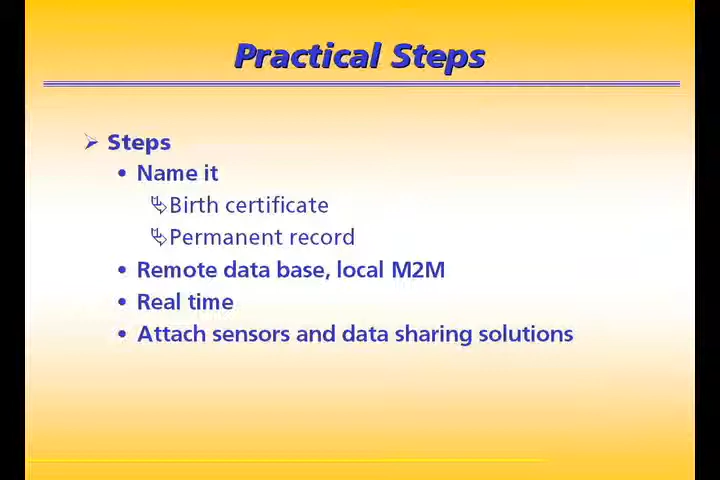 Practical Steps
Steps
Name it
Birth certificate
Permanent record
Remote data base, local M2M
Real time
Attach sensors and data sharing solutions